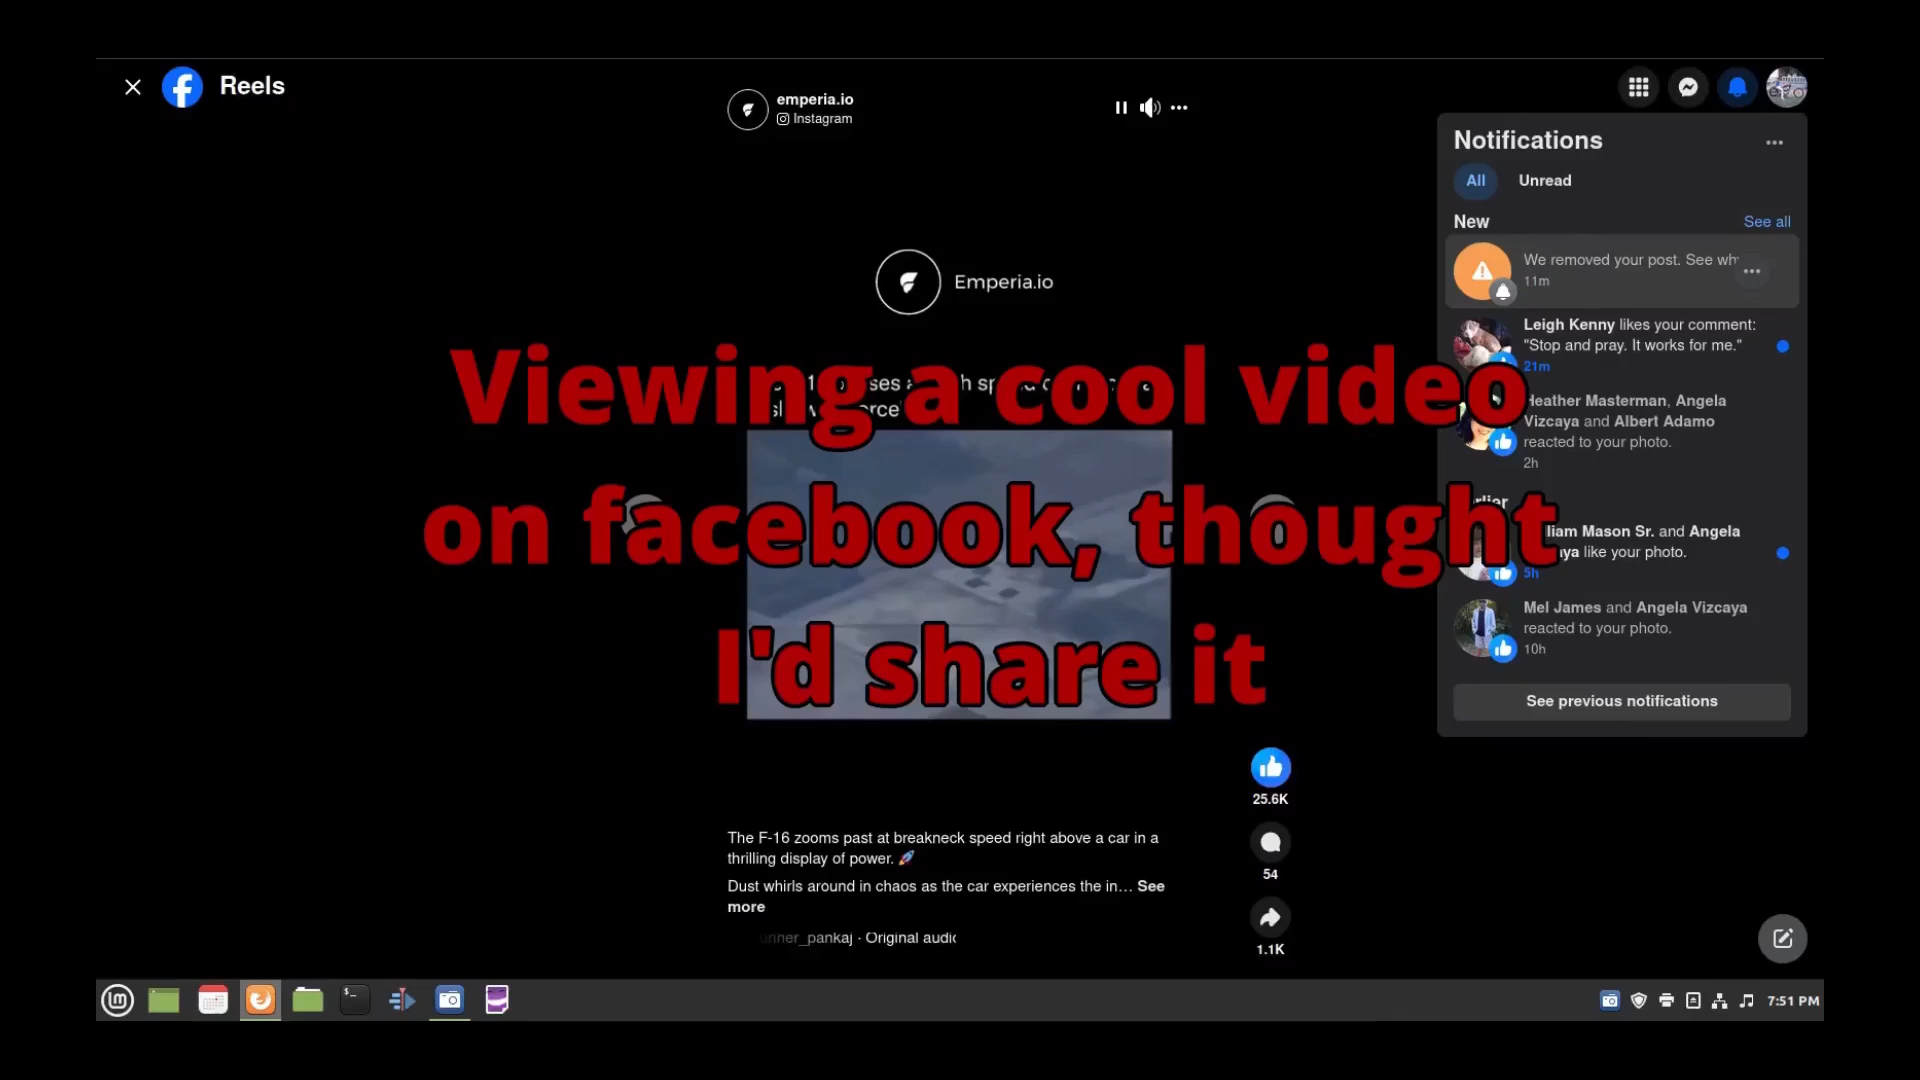 Reels
emperia.io
Instagram
Emperia.io
Viewing a cool video
on facebook, thought
I'd share it
25.6K
54
1.1K
The F-16 zooms past at breakneck speed right above a car in a
thrilling display of power. 🚀
Dust whirls around in chaos as the car experiences the in… See
more
_pankaj · Original audio
Notifications
All Unread
New See all
We removed your post. See
11m
Leigh Kenny likes your comment:
"Stop and pray. It works for me."
21m
Heather Masterman, Angela
Vizcaya and Albert Adamo
reacted to your photo.
2h
Mason Sr. and Angela
like your photo.
5h
Mel James and Angela Vizcaya
reacted to your photo.
10h
See previous notifications
7:51 PM